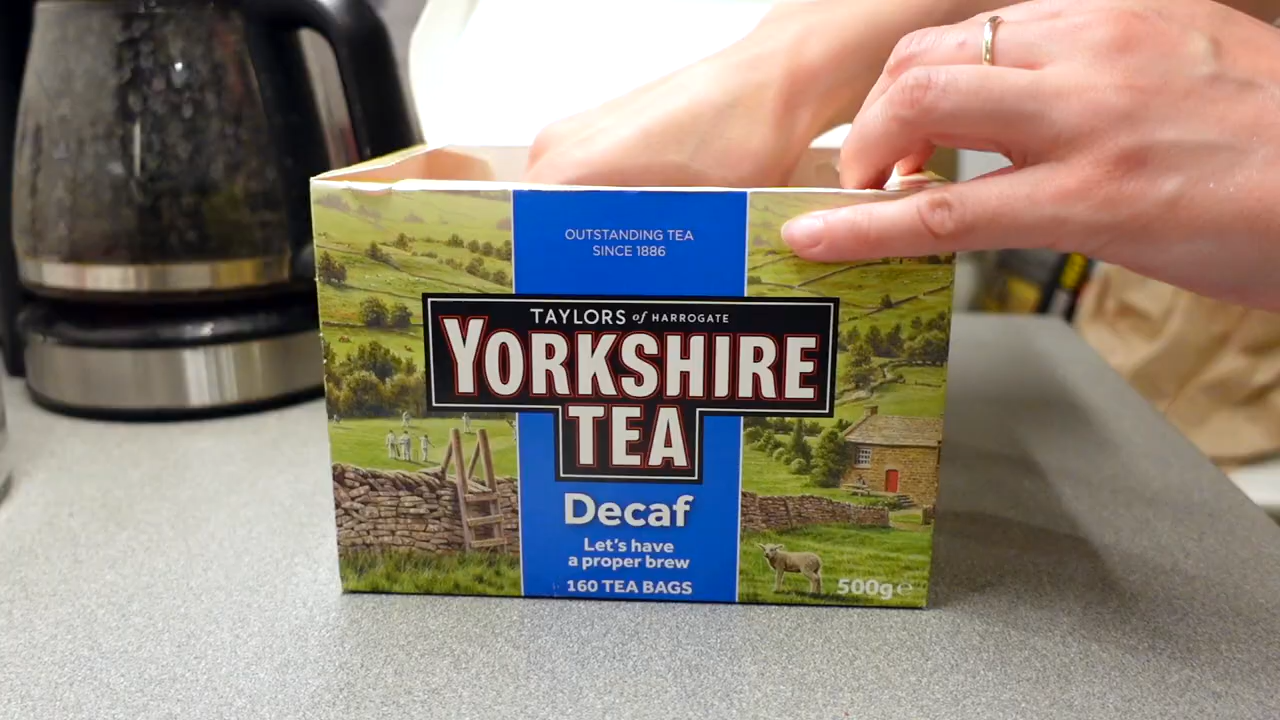 OUTSTANDING TEA
SINCE 1886
TAYLORS of HARROGATE
YORKSHIRE
TEA
Decaf
Let's have
a proper brew
160 TEA BAGS
500g e